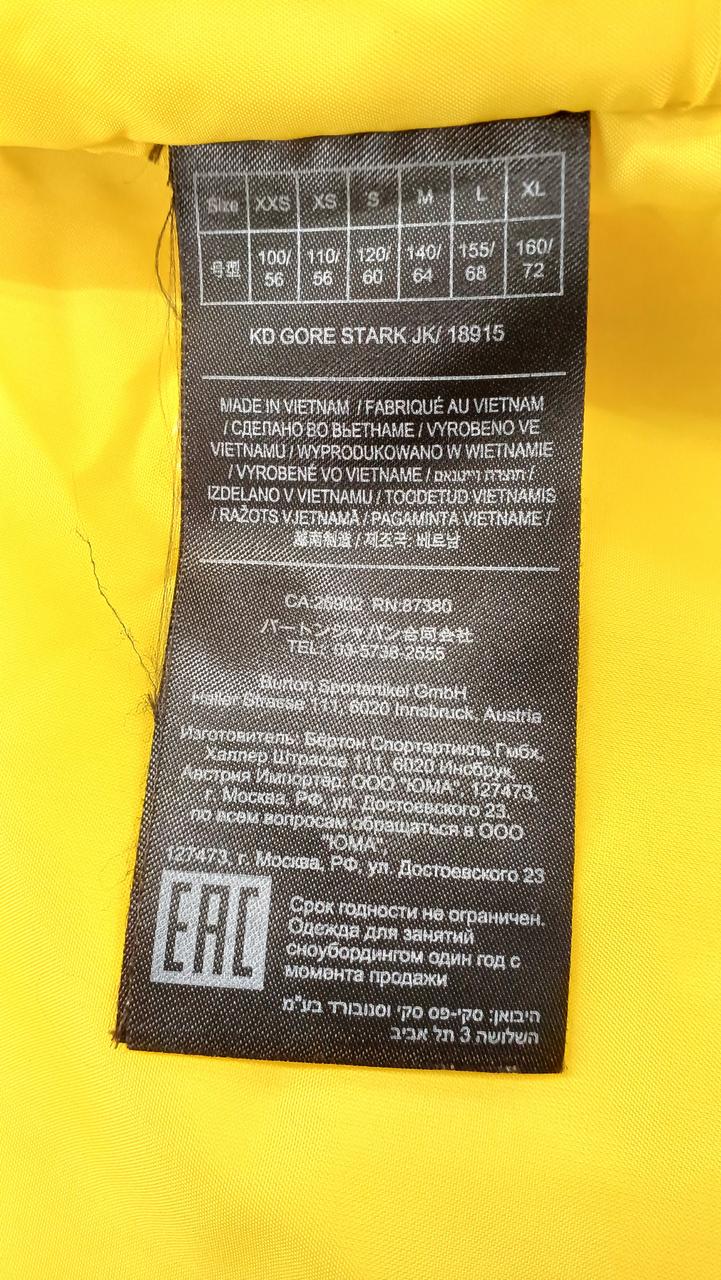 Size XXS XS S M L XL
号型 100/56 110/56 120/60 140/64 155/68 160/72
KD GORE STARK JK/ 18915
MADE IN VIETNAM / FABRIQUÉ AU VIETNAM
/ СДЕЛАНО ВО ВЬЕТНАМЕ / VYROBENO VE
VIETNAMU / WYPRODUKOWANO W WIETNAMIE
/ VYROBENÉ VO VIETNAME / תוצרת וייטנאם /
IZDELANO V VIETNAMU / TOODETUD VIETNAMIS
/ RAŽOTS VJETNAMĀ / PAGAMINTA VIETNAME /
越南制造 / 제조국: 베트남
CA:26902 RN:87380
バートンジャパン合同会社
TEL: 03-5738-2555
Burton Sportartikel GmbH
Haller Strasse 111, 6020 Innsbruck, Austria
Изготовитель, Бёртон Спортартикль Гмбх,
Халлер Штрассе 111, 6020 Инсбрук,
Австрия Импортер: ООО "ЮМА", 127473,
г. Москва, РФ, ул. Достоевского 23,
по всем вопросам обращаться в ООО
"ЮМА",
127473, г. Москва, РФ, ул. Достоевского 23
EAC
Срок годности не ограничен.
Одежда для занятий
сноубордингом один год с
момента продажи
היבואן: סקי-פס סקי וסנובורד בע"מ
השלושה 3 תל אביב